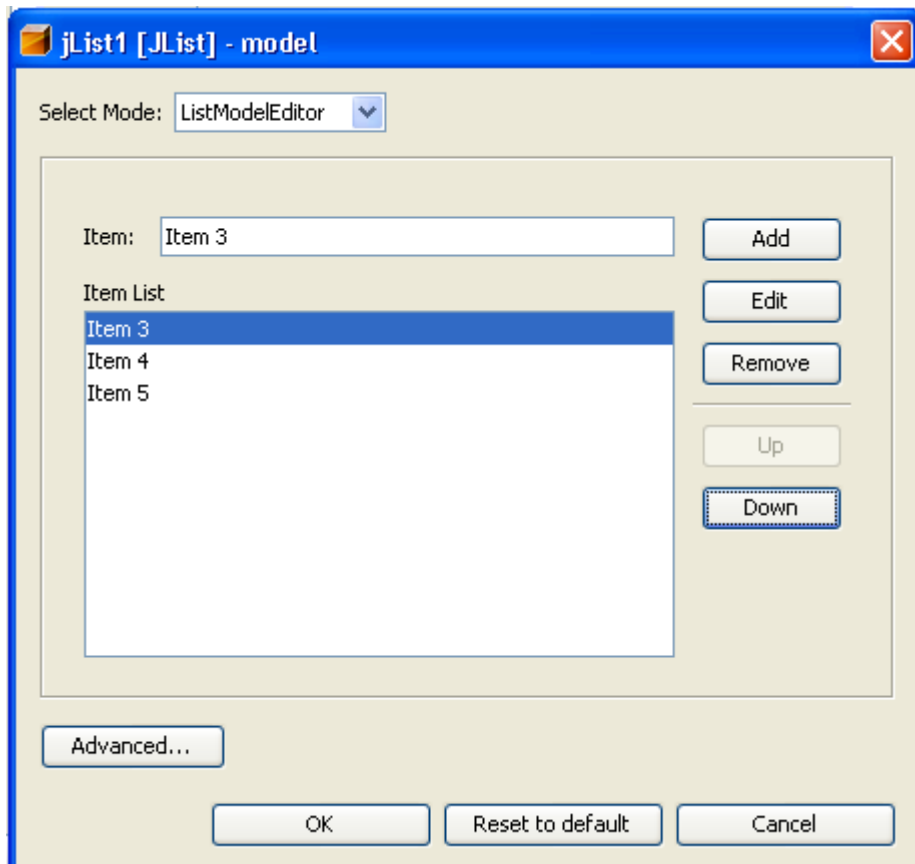 jList1 [JList] - model
Select Mode: ListModelEditor
Item: Item 3
Add
Item List
Edit
Item 3
Item 4
Item 5
Remove
Up
Down
Advanced...
OK Reset to default Cancel